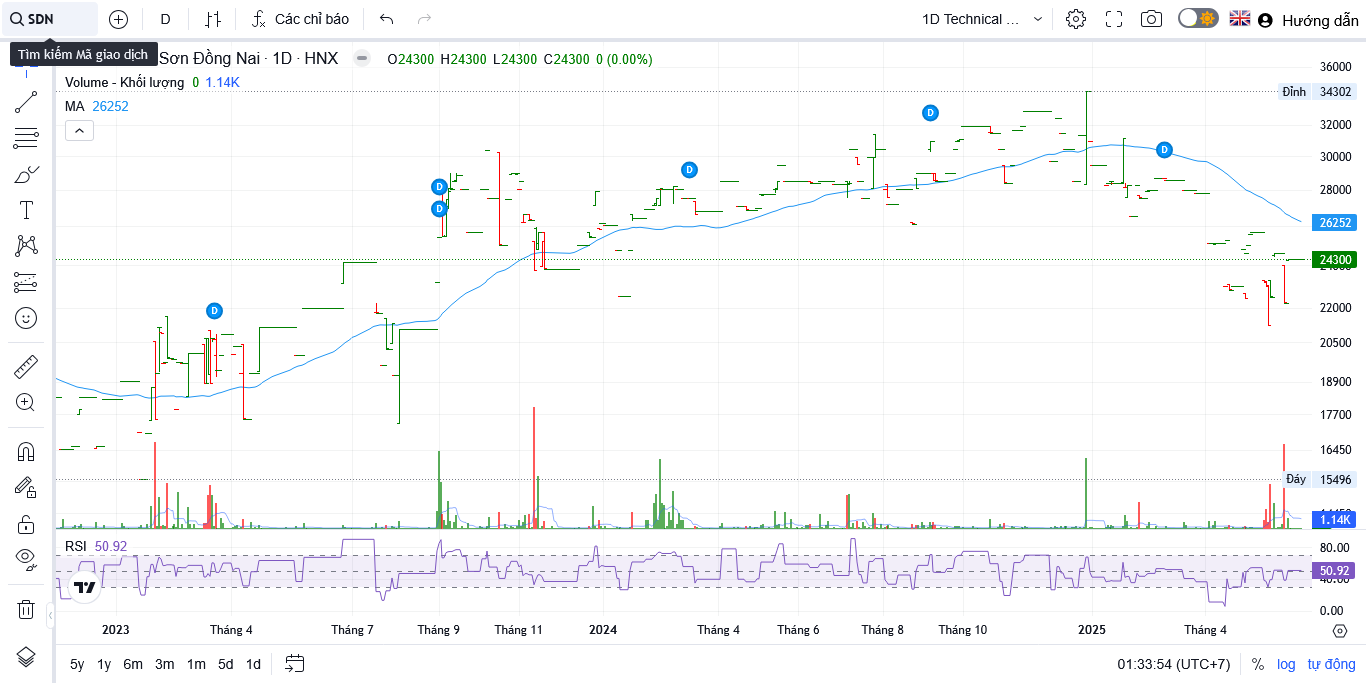 SDN
D
Các chỉ báo
1D Technical ...
Hướng dẫn
Tìm kiếm Mã giao dịch
Sơn Đồng Nai · 1D · HNX
O24300 H24300 L24300 C24300 0 (0.00%)
Volume - Khối lượng 0 1.14K
MA 26252
36000
Đỉnh 34302
32000
30000
28000
26252
24300
22000
20500
18900
17700
16450
Đáy 15496
1.14K
D
D
D
D
D
D
RSI 50.92
80.00
50.92
40.00
0.00
2023 Tháng 4 Tháng 7 Tháng 9 Tháng 11 2024 Tháng 4 Tháng 6 Tháng 8 Tháng 10 2025 Tháng 4
5y 1y 6m 3m 1m 5d 1d
01:33:54 (UTC+7) % log tự động